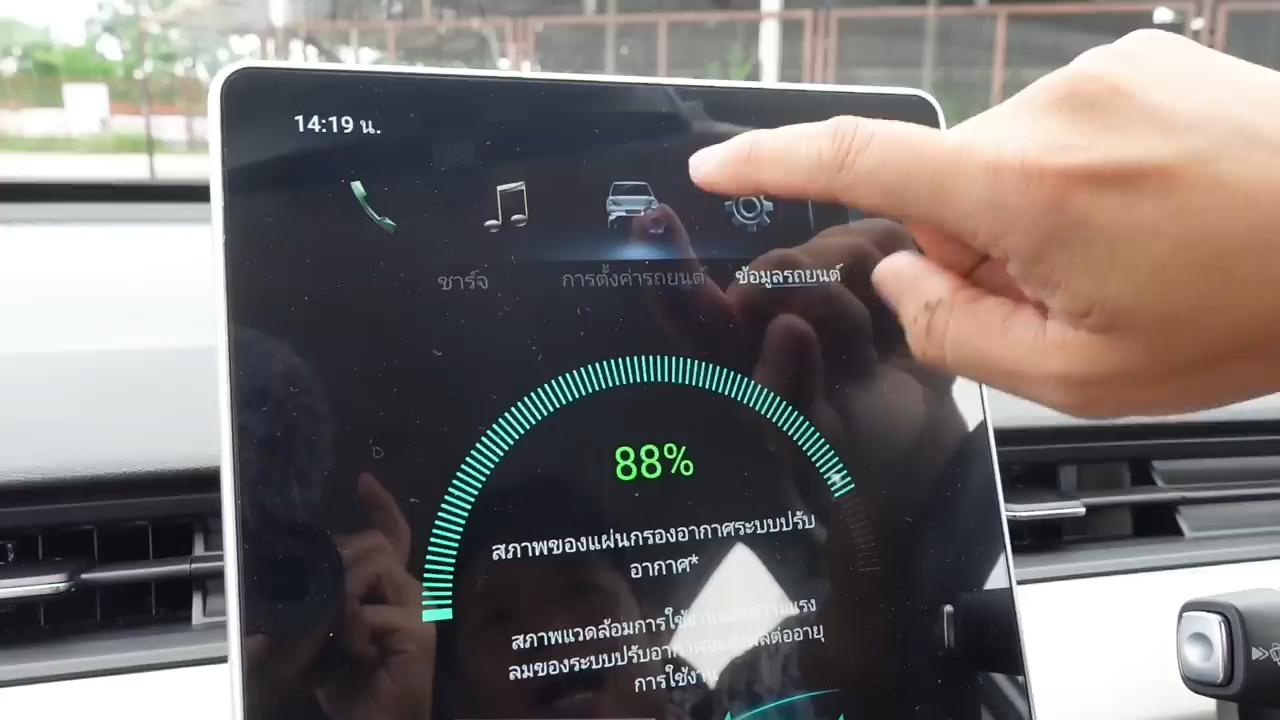 14:19 น.
ชาร์จ การตั้งค่ารถยนต์ ข้อมูลรถยนต์
88%
สภาพของแผ่นกรองอากาศระบบปรับ
อากาศ*
สภาพแวดล้อมการใช้งานและความแรง
ลมของระบบปรับอากาศจะส่งผลต่ออายุ
การใช้งาน